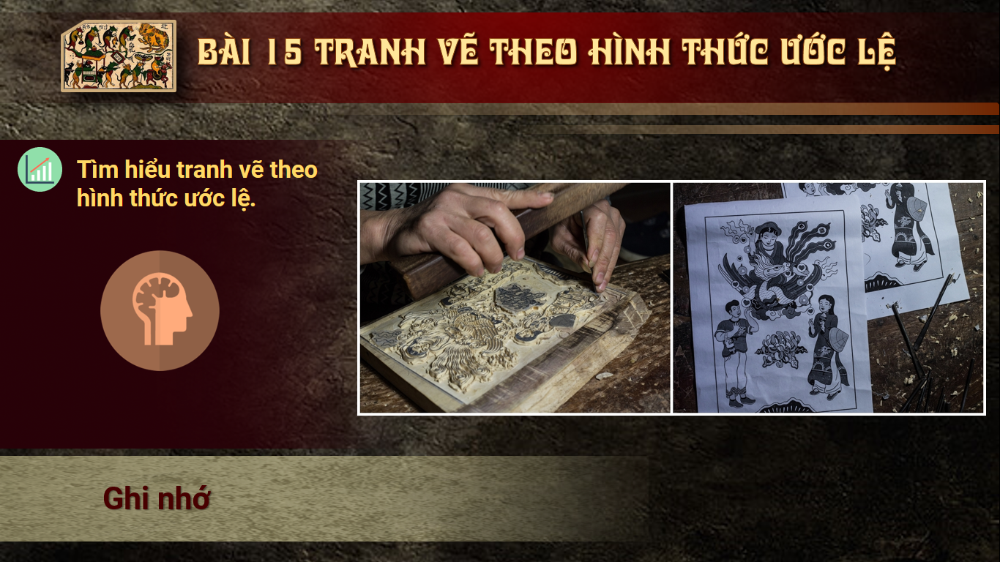 BÀI 15 TRANH VẼ THEO HÌNH THỨC ƯỚC LỆ
Tìm hiểu tranh vẽ theo
hình thức ước lệ.
Ghi nhớ